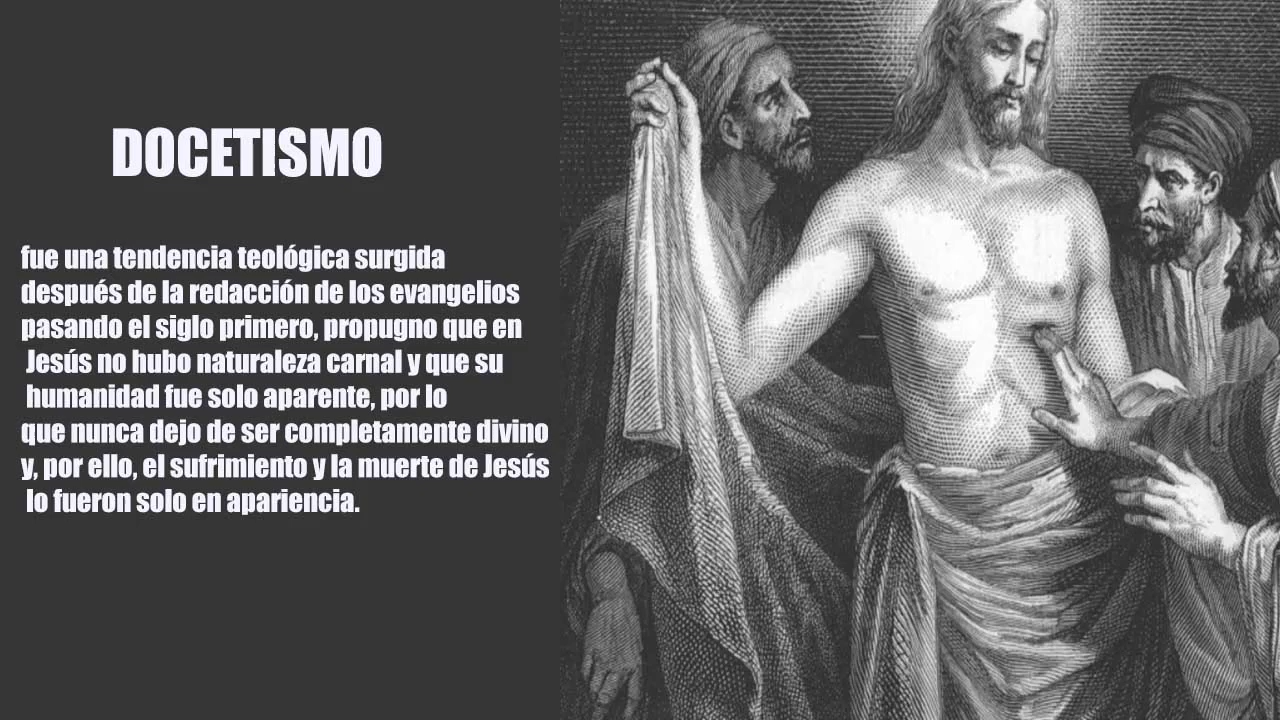 DOCETISMO
fue una tendencia teológica surgida
después de la redacción de los evangelios
pasando el siglo primero, propugno que en
Jesús no hubo naturaleza carnal y que su
humanidad fue solo aparente, por lo
que nunca dejo de ser completamente divino
y, por ello, el sufrimiento y la muerte de Jesús
lo fueron solo en apariencia.